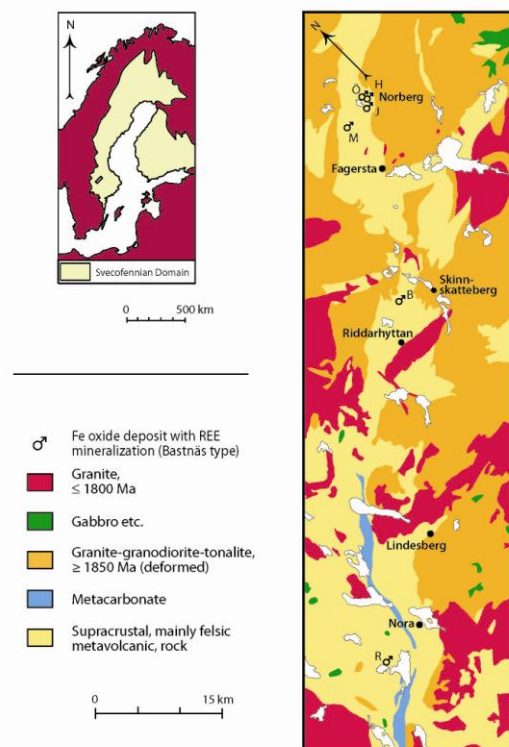 N
Svecofennian Domain
0 500 km
Fe oxide deposit with REE
mineralization (Bastnäs type)
Granite,
≤ 1800 Ma
Gabbro etc.
Granite-granodiorite-tonalite,
≥ 1850 Ma (deformed)
Metacarbonate
Supracrustal, mainly felsic
metavolcanic, rock
0 15 km
N
Ö
H
Norberg
J
M
Fagersta
Skinn-
skatteberg
B
Riddarhyttan
Lindesberg
Nora
R